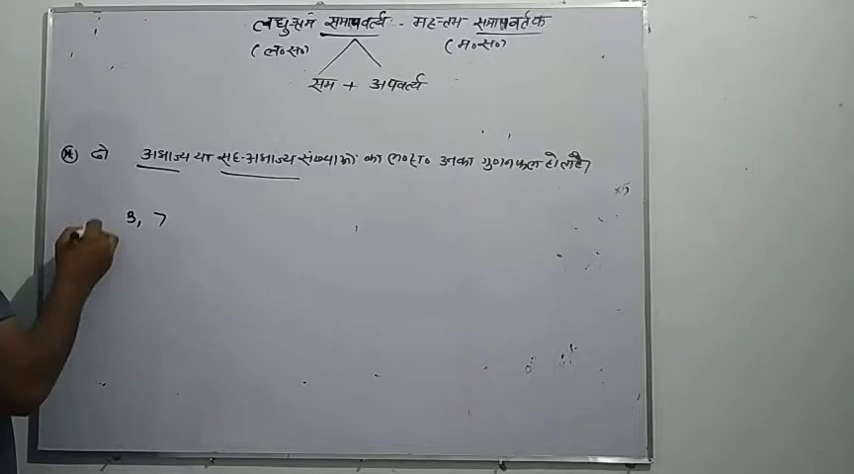 लघुत्तम समापवर्त्य - महत्तम समापवर्तक
(ल०स०) (म०स०)
सम + अपवर्त्य
* दो अभाज्य या सह-अभाज्य संख्याओं का ल०स० उनका गुणनफल होता है।
3, 7